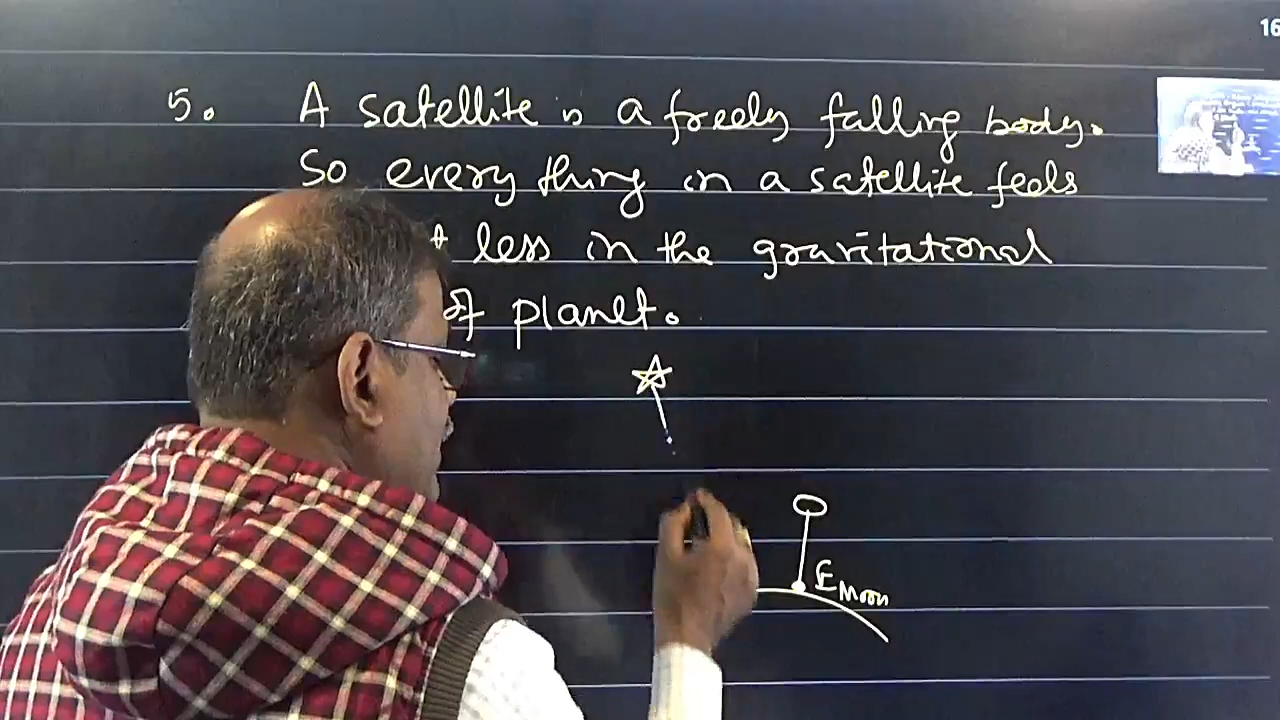 16
5. A satellite is a freely falling body.
So every thing in a satellite feels
less in the gravitational
of planet.
E Moon